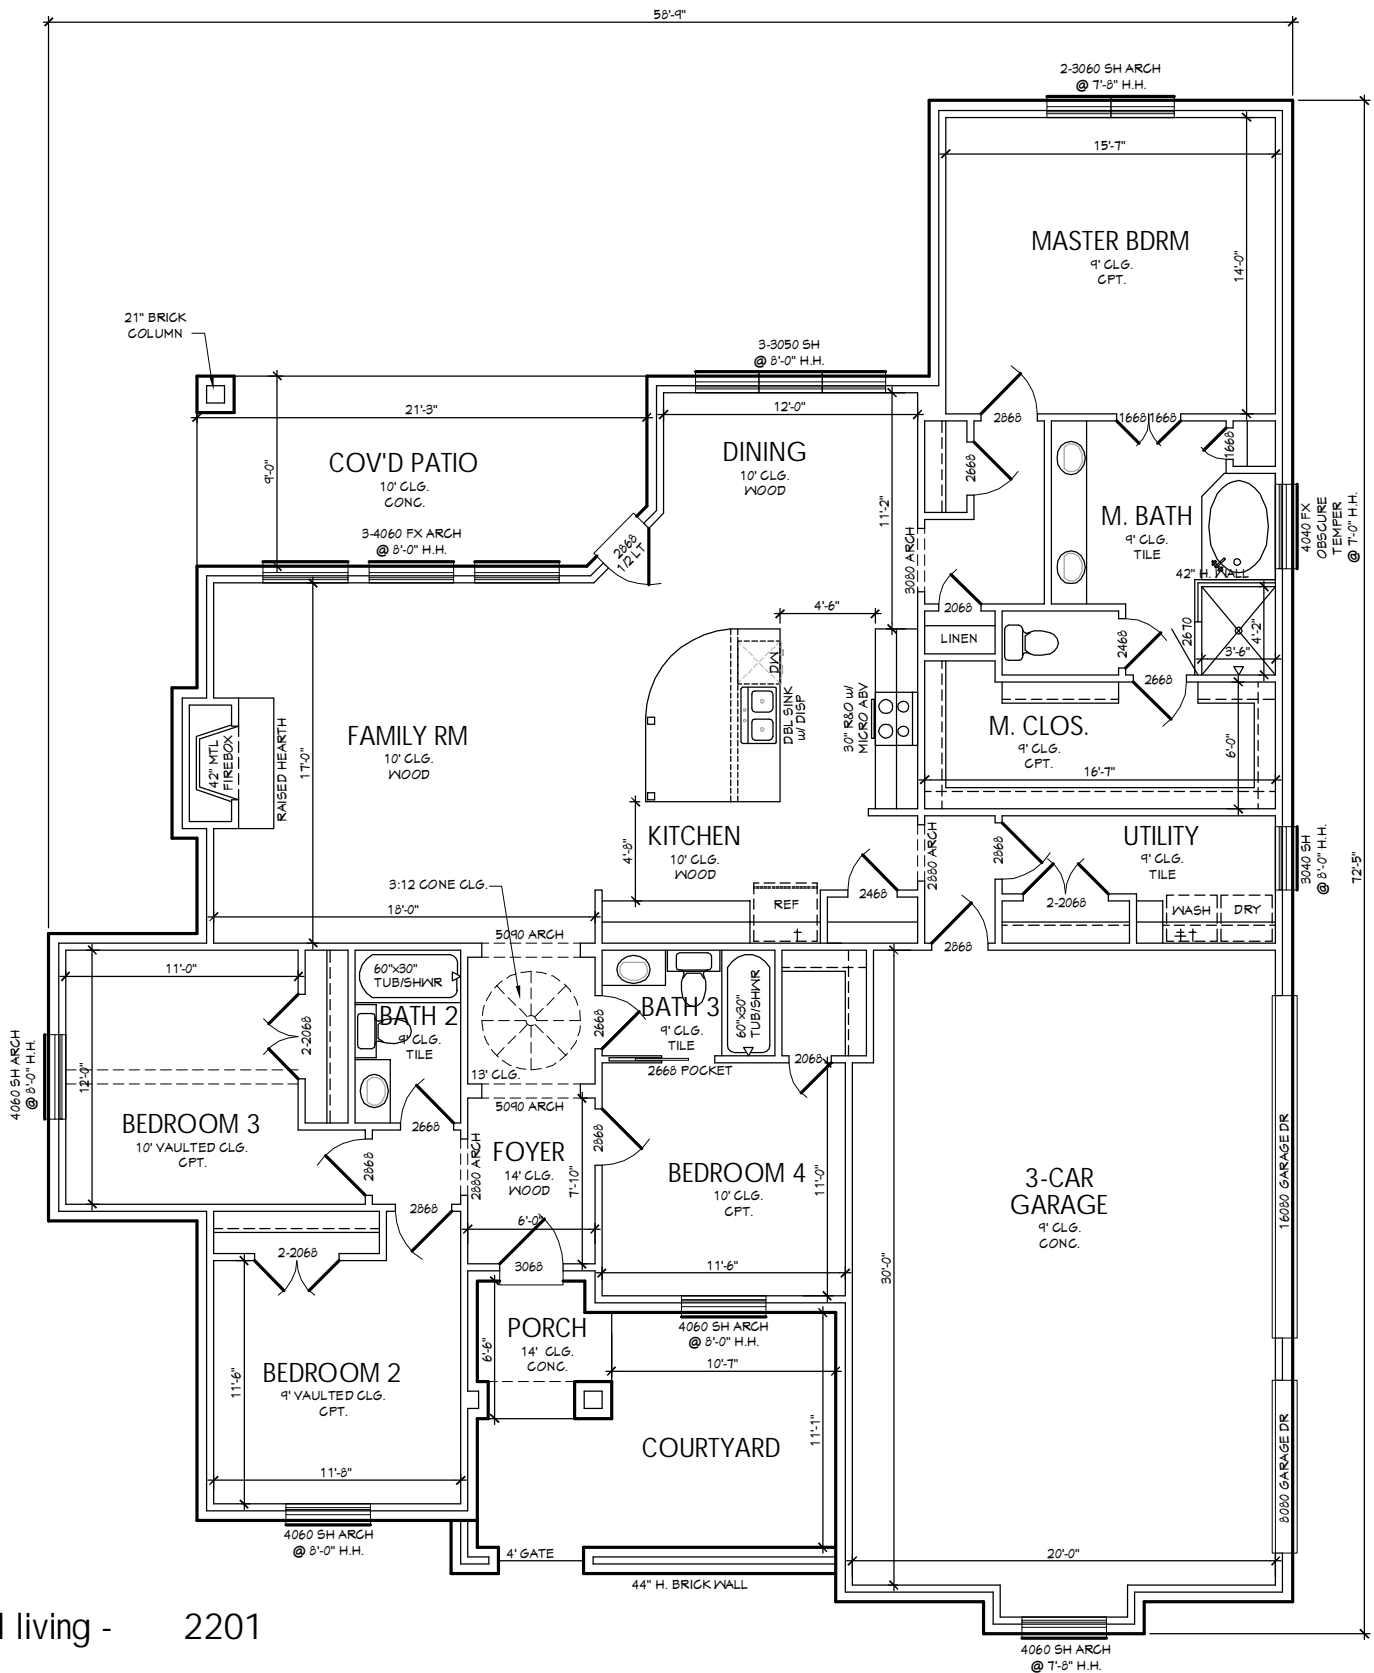 58'-9"
2-3060 SH ARCH
@ 7'-8" H.H.
15'-7"
MASTER BDRM
9' CLG.
CPT.
14'-0"
21" BRICK
COLUMN
3-3050 SH
@ 8'-0" H.H.
21'-3"
12'-0"
2868
1668
1668
1668
COV'D PATIO
10' CLG.
CONC.
9'-0"
DINING
10' CLG.
WOOD
11'-2"
2668
M. BATH
9' CLG.
TILE
4040 FX
OBSCURE
TEMPER
@ 7'-0" H.H.
3-4060 FX ARCH
@ 8'-0" H.H.
2868
1/2 LT
3080 ARCH
42" H. WALL
4'-6"
2068
LINEN
2468
2670
4'-2"
3'-6"
2668
DW
DBL SINK
w/ DISP
30" R&O w/
MICRO ABV
M. CLOS.
9' CLG.
CPT.
6'-0"
16'-7"
FAMILY RM
10' CLG.
WOOD
42" MTL
FIREBOX
RAISED HEARTH
17'-0"
KITCHEN
10' CLG.
WOOD
4'-8"
2880 ARCH
2868
UTILITY
9' CLG.
TILE
3040 SH
@ 8'-0" H.H.
72'-5"
3:12 CONE CLG.
18'-0"
REF
2468
2-2068
WASH
DRY
5090 ARCH
2868
11'-0"
60"x30"
TUB/SHWR
BATH 2
9' CLG.
TILE
2-2068
2668
BATH 3
9' CLG.
TILE
60"x30"
TUB/SHWR
4060 SH ARCH
@ 8'-0" H.H.
12'-0"
13' CLG.
2668 POCKET
2068
BEDROOM 3
10' VAULTED CLG.
CPT.
2668
5090 ARCH
2868
2880 ARCH
FOYER
14' CLG.
WOOD
7'-10"
2868
BEDROOM 4
10' CLG.
CPT.
11'-0"
3-CAR
GARAGE
9' CLG.
CONC.
16080 GARAGE DR
2868
6'-0"
2-2068
3068
11'-6"
30'-0"
PORCH
14' CLG.
CONC.
6'-6"
4060 SH ARCH
@ 8'-0" H.H.
10'-7"
BEDROOM 2
9' VAULTED CLG.
CPT.
11'-6"
COURTYARD
11'-1"
8080 GARAGE DR
11'-8"
4060 SH ARCH
@ 8'-0" H.H.
4' GATE
44" H. BRICK WALL
20'-0"
living - 2201
4060 SH ARCH
@ 7'-8" H.H.